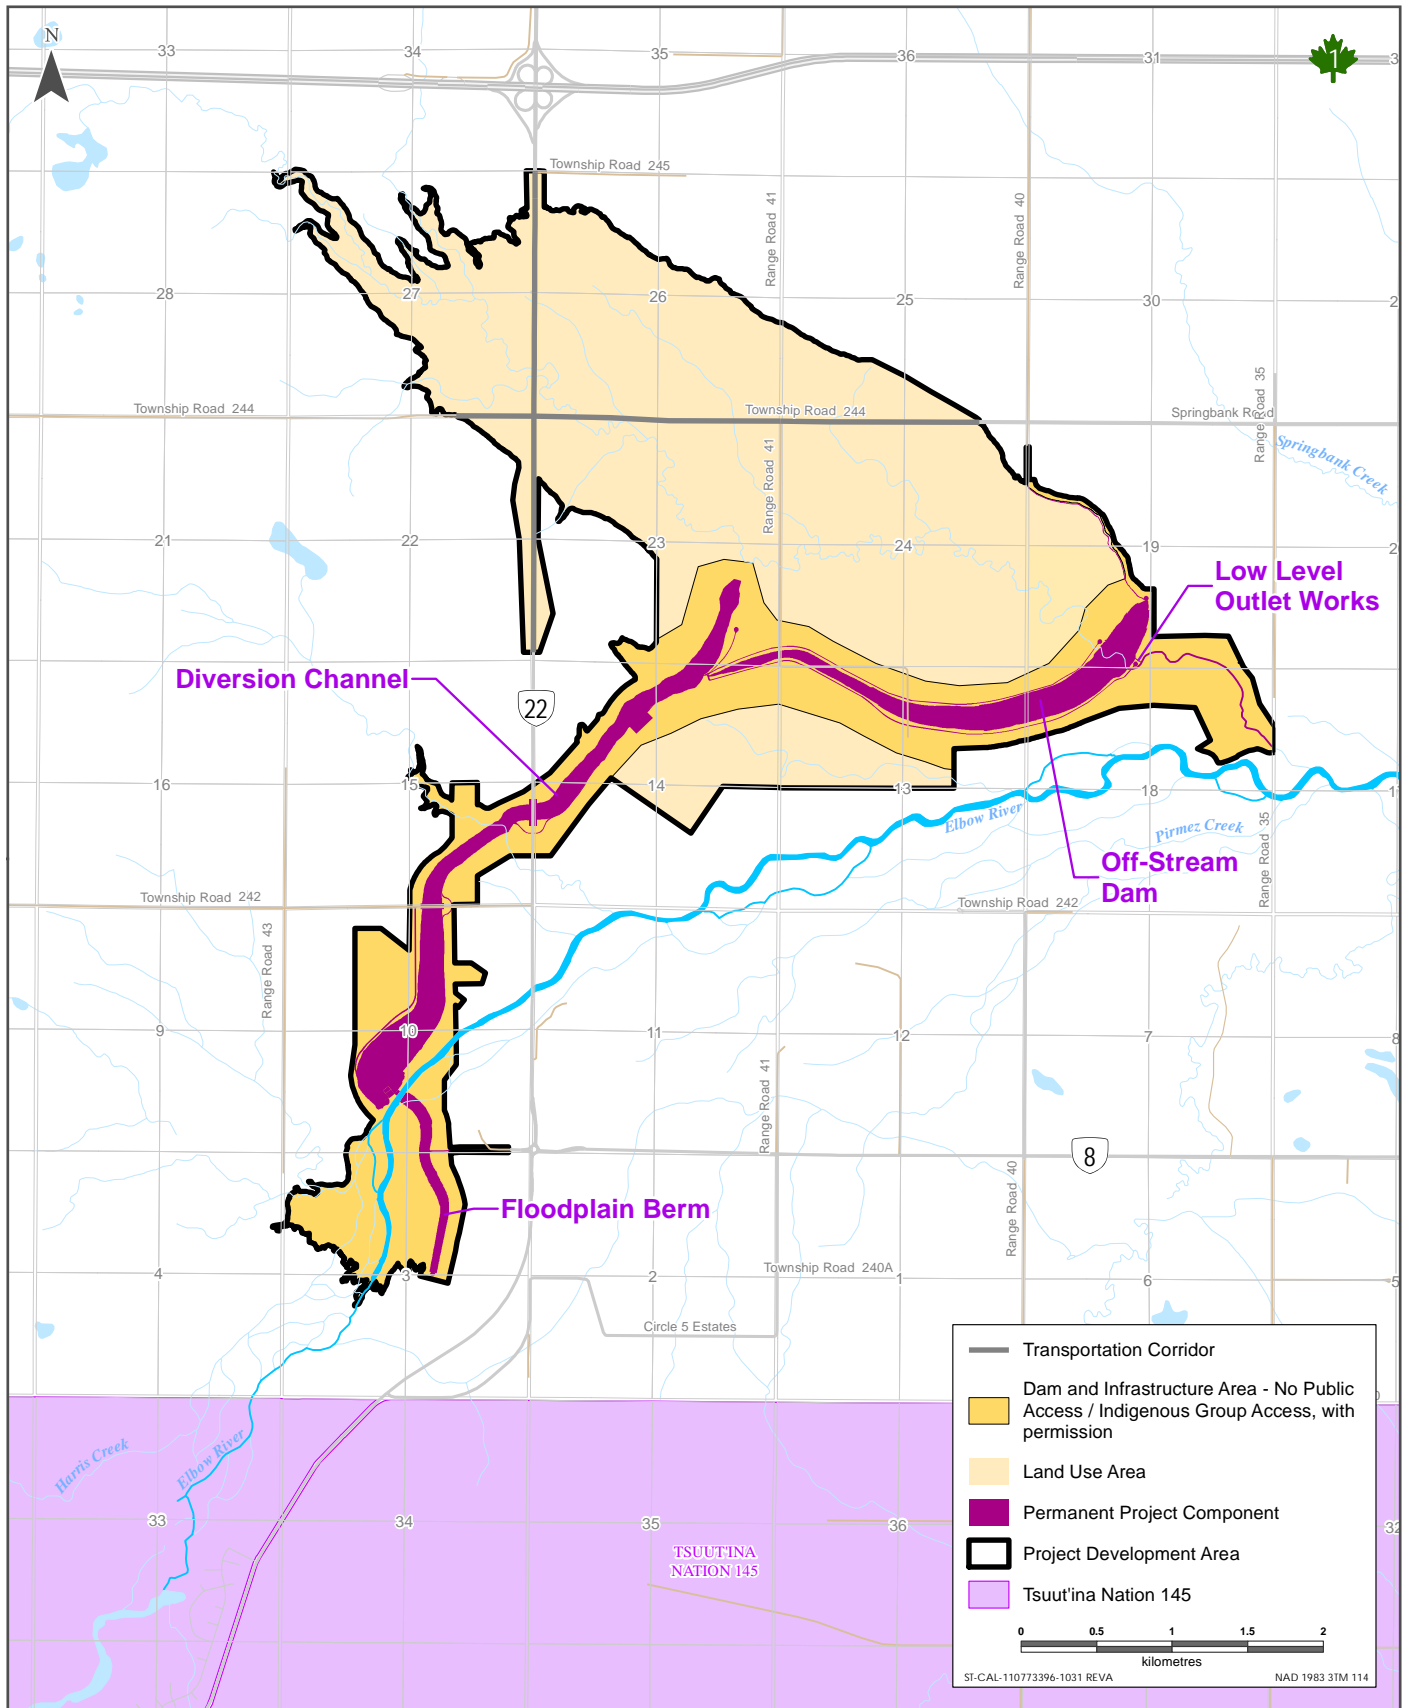 N
33
34
35
36
31
1
3
Township Road 245
Range Road 41
Range Road 40
28
27
26
25
30
2
Range Road 35
Township Road 244
Township Road 244
Springbank Road
Springbank Creek
Range Road 41
21
22
23
24
19
2
Low Level
Outlet Works
Diversion Channel
22
16
15
14
13
18
17
Elbow River
Pirmez Creek
Range Road 35
Off-Stream
Dam
Township Road 242
Township Road 242
Range Road 43
9
10
11
12
7
8
Range Road 41
8
Range Road 40
Floodplain Berm
4
3
2
Township Road 240A
1
6
5
Circle 5 Estates
Harris Creek
Elbow River
33
34
35
36
32
TSUUT'INA
NATION 145
Transportation Corridor
Dam and Infrastructure Area - No Public
Access / Indigenous Group Access, with
permission
Land Use Area
Permanent Project Component
Project Development Area
Tsuut'ina Nation 145
0 0.5 1 1.5 2
kilometres
ST-CAL-110773396-1031 REVA
NAD 1983 3TM 114